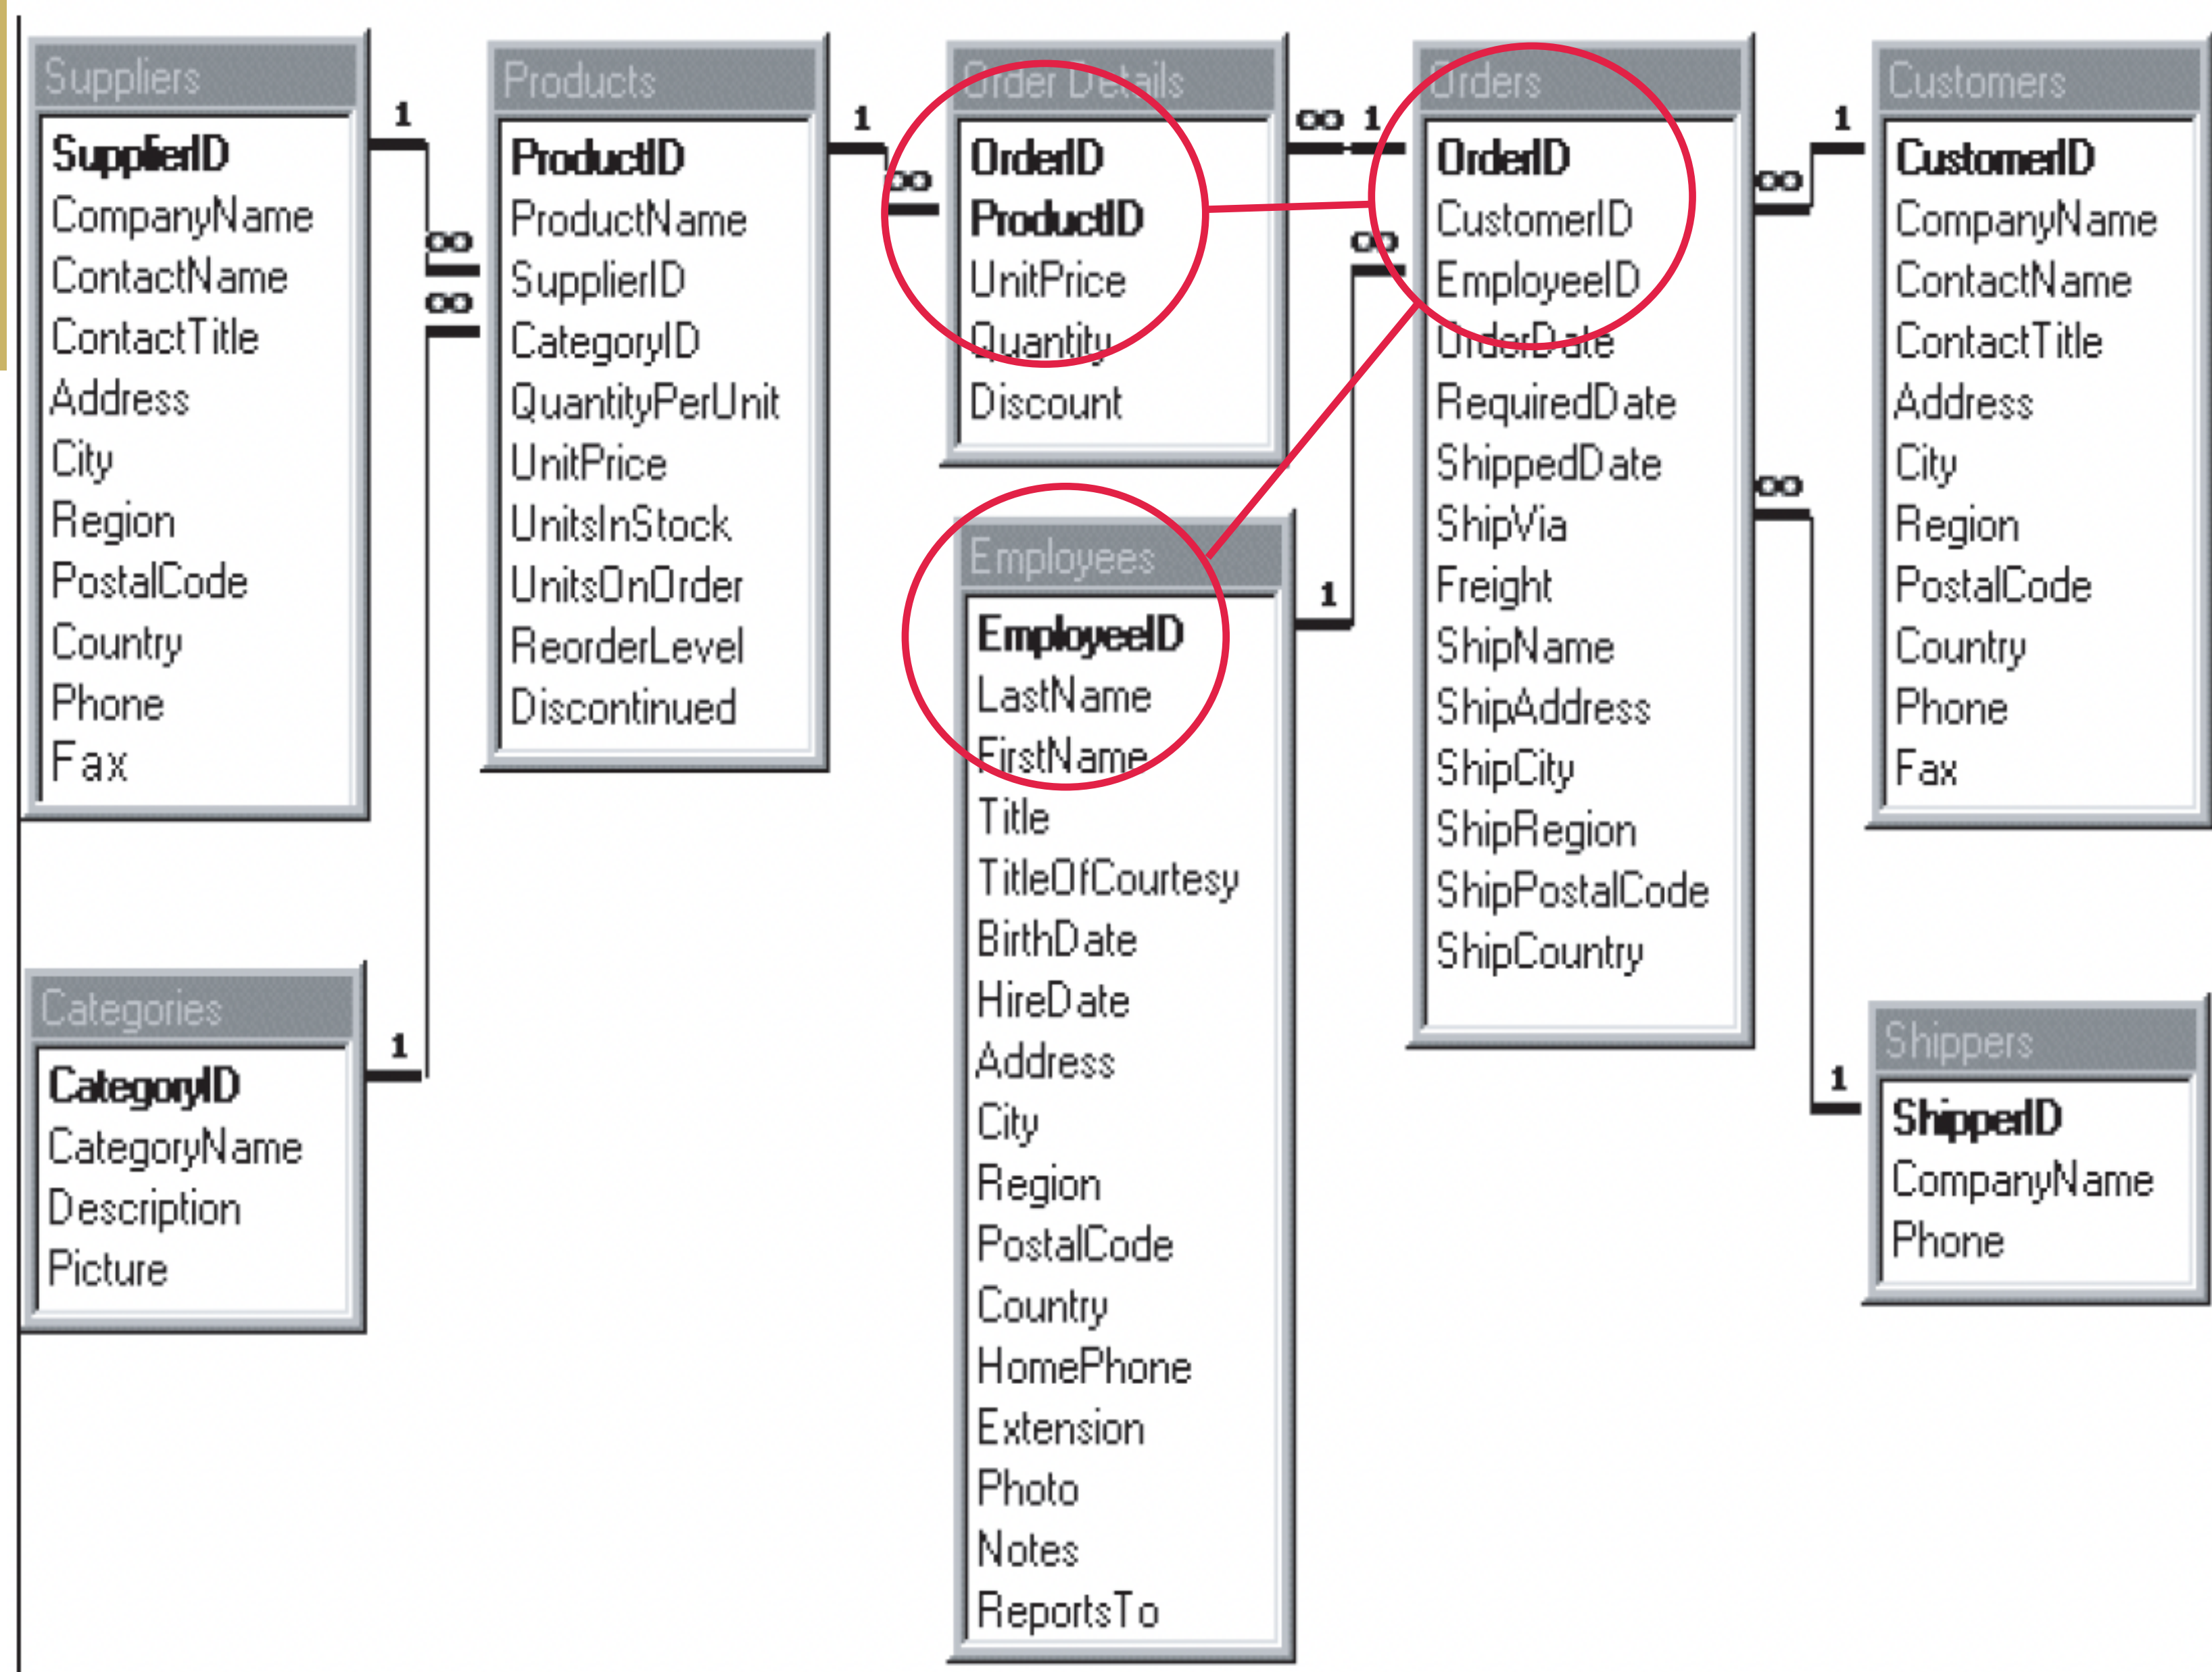 Suppliers
SupplierID
CompanyName
ContactName
ContactTitle
Address
City
Region
PostalCode
Country
Phone
Fax
1
∞
∞
Products
ProductID
ProductName
SupplierID
CategoryID
QuantityPerUnit
UnitPrice
UnitsInStock
UnitsOnOrder
ReorderLevel
Discontinued
1
∞
Order Details
OrderID
ProductID
UnitPrice
Quantity
Discount
∞ 1
∞
Orders
OrderID
CustomerID
EmployeeID
OrderDate
RequiredDate
ShippedDate
ShipVia
Freight
ShipName
ShipAddress
ShipCity
ShipRegion
ShipPostalCode
ShipCountry
1
∞
∞
Customers
CustomerID
CompanyName
ContactName
ContactTitle
Address
City
Region
PostalCode
Country
Phone
Fax
Categories
CategoryID
CategoryName
Description
Picture
1
Employees
EmployeeID
LastName
FirstName
Title
TitleOfCourtesy
BirthDate
HireDate
Address
City
Region
PostalCode
Country
HomePhone
Extension
Photo
Notes
ReportsTo
1
Shippers
ShipperID
CompanyName
Phone
1